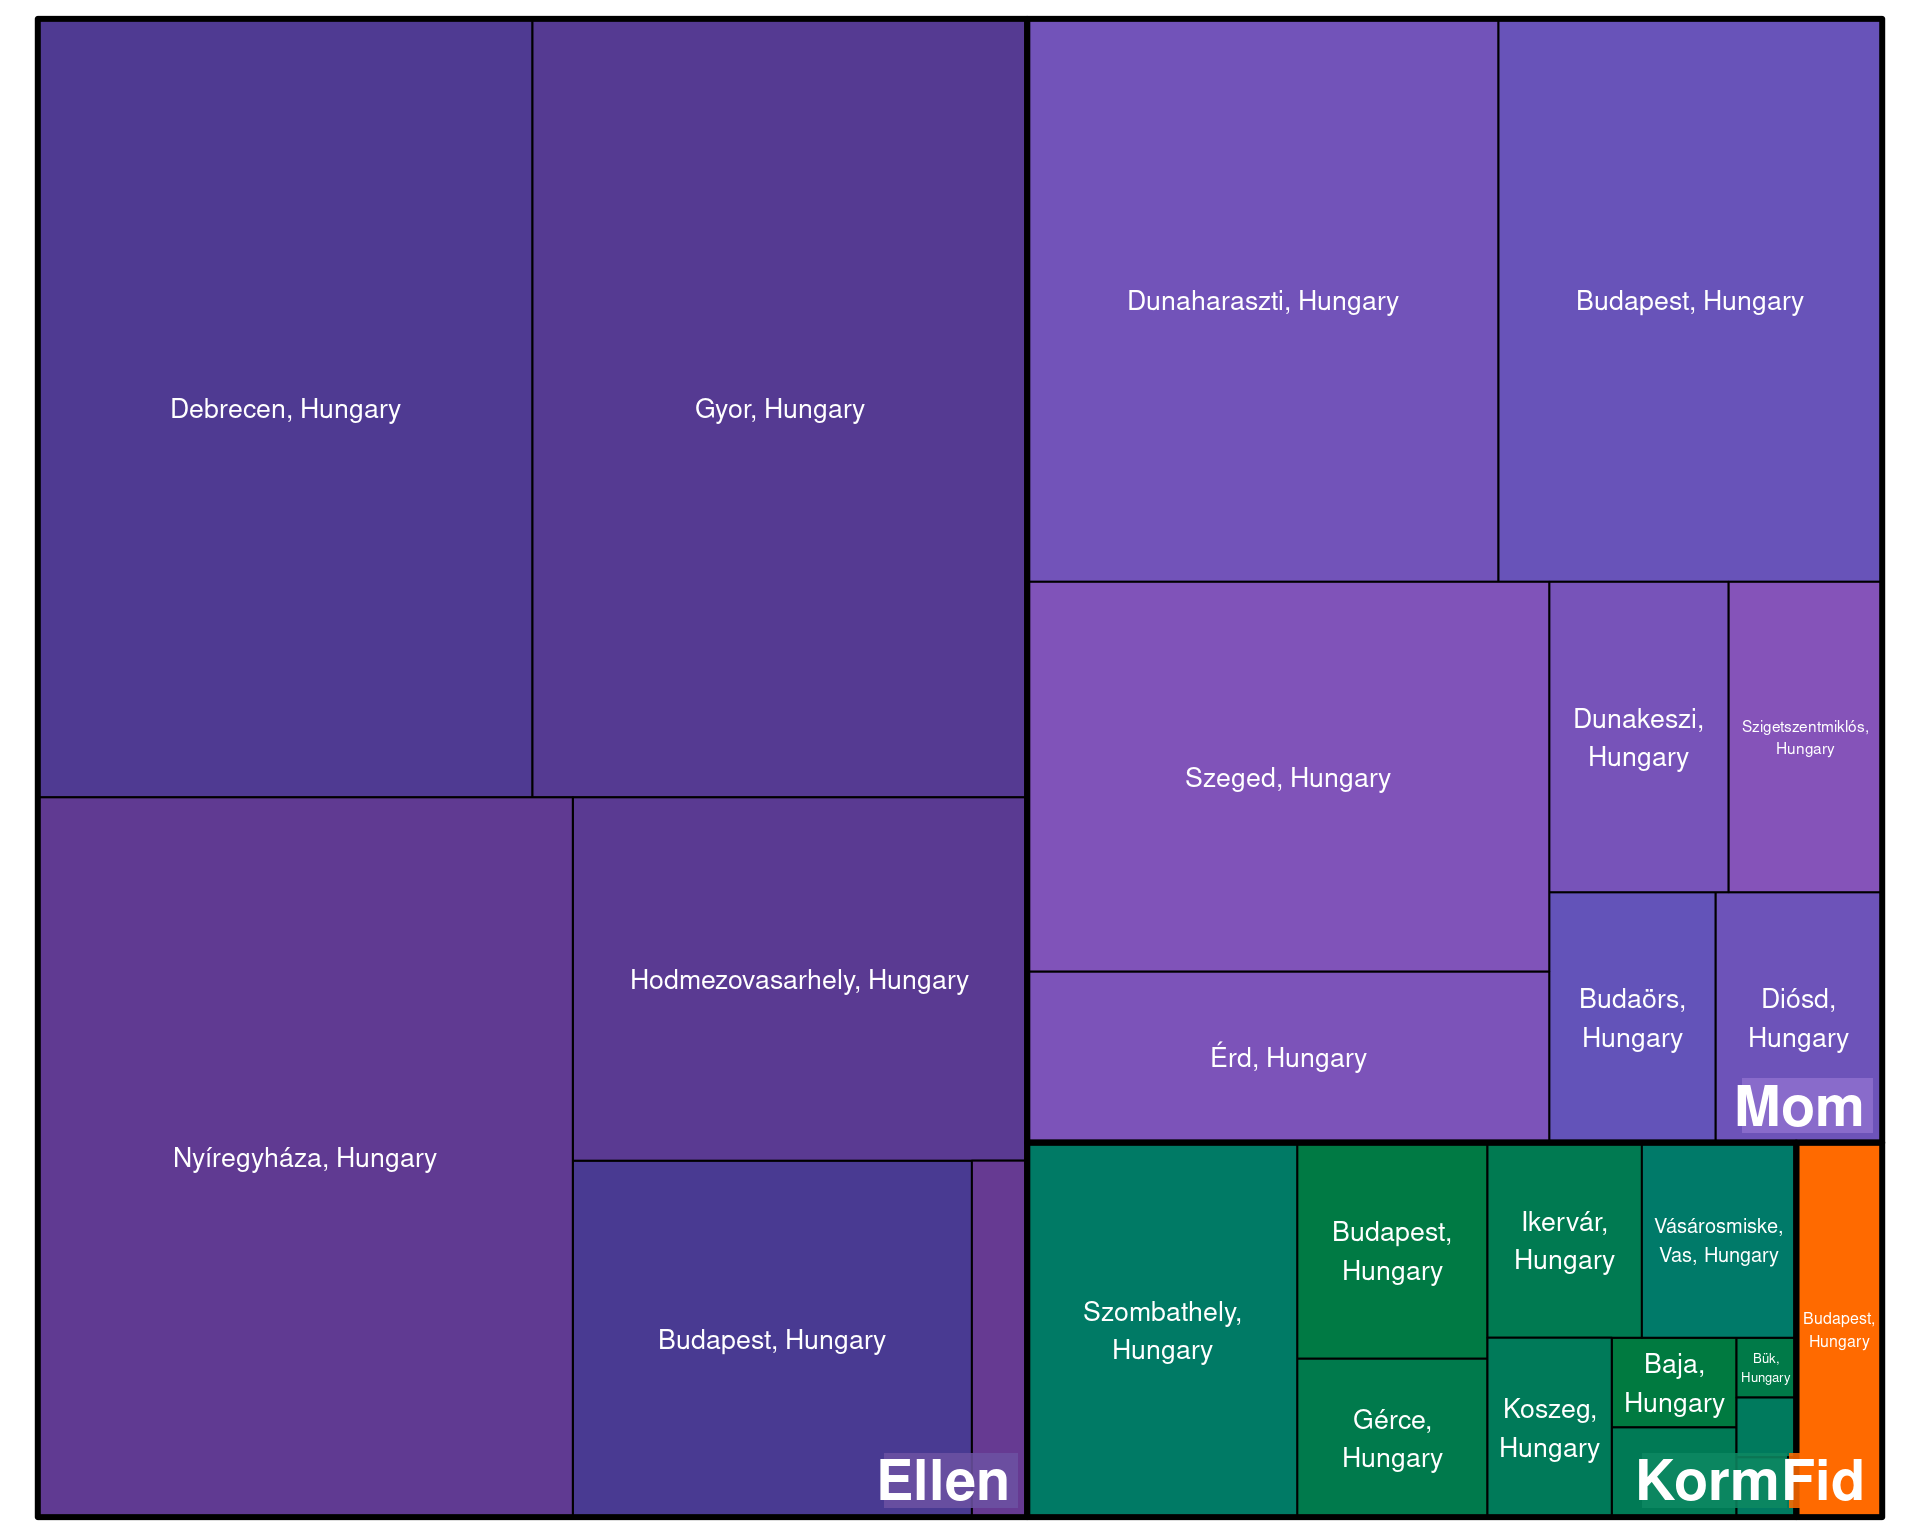 Debrecen, Hungary
Gyor, Hungary
Nyíregyháza, Hungary
Hodmezovasarhely, Hungary
Budapest, Hungary
Ellen
Dunaharaszti, Hungary
Budapest, Hungary
Szeged, Hungary
Dunakeszi,
Hungary
Szigetszentmiklós,
Hungary
Érd, Hungary
Budaörs,
Hungary
Diósd,
Hungary
Mom
Szombathely,
Hungary
Budapest,
Hungary
Gérce,
Hungary
Ikervár,
Hungary
Vásárosmiske,
Vas, Hungary
Koszeg,
Hungary
Baja,
Hungary
Bük,
Hungary
Korm
Budapest,
Hungary
Fid